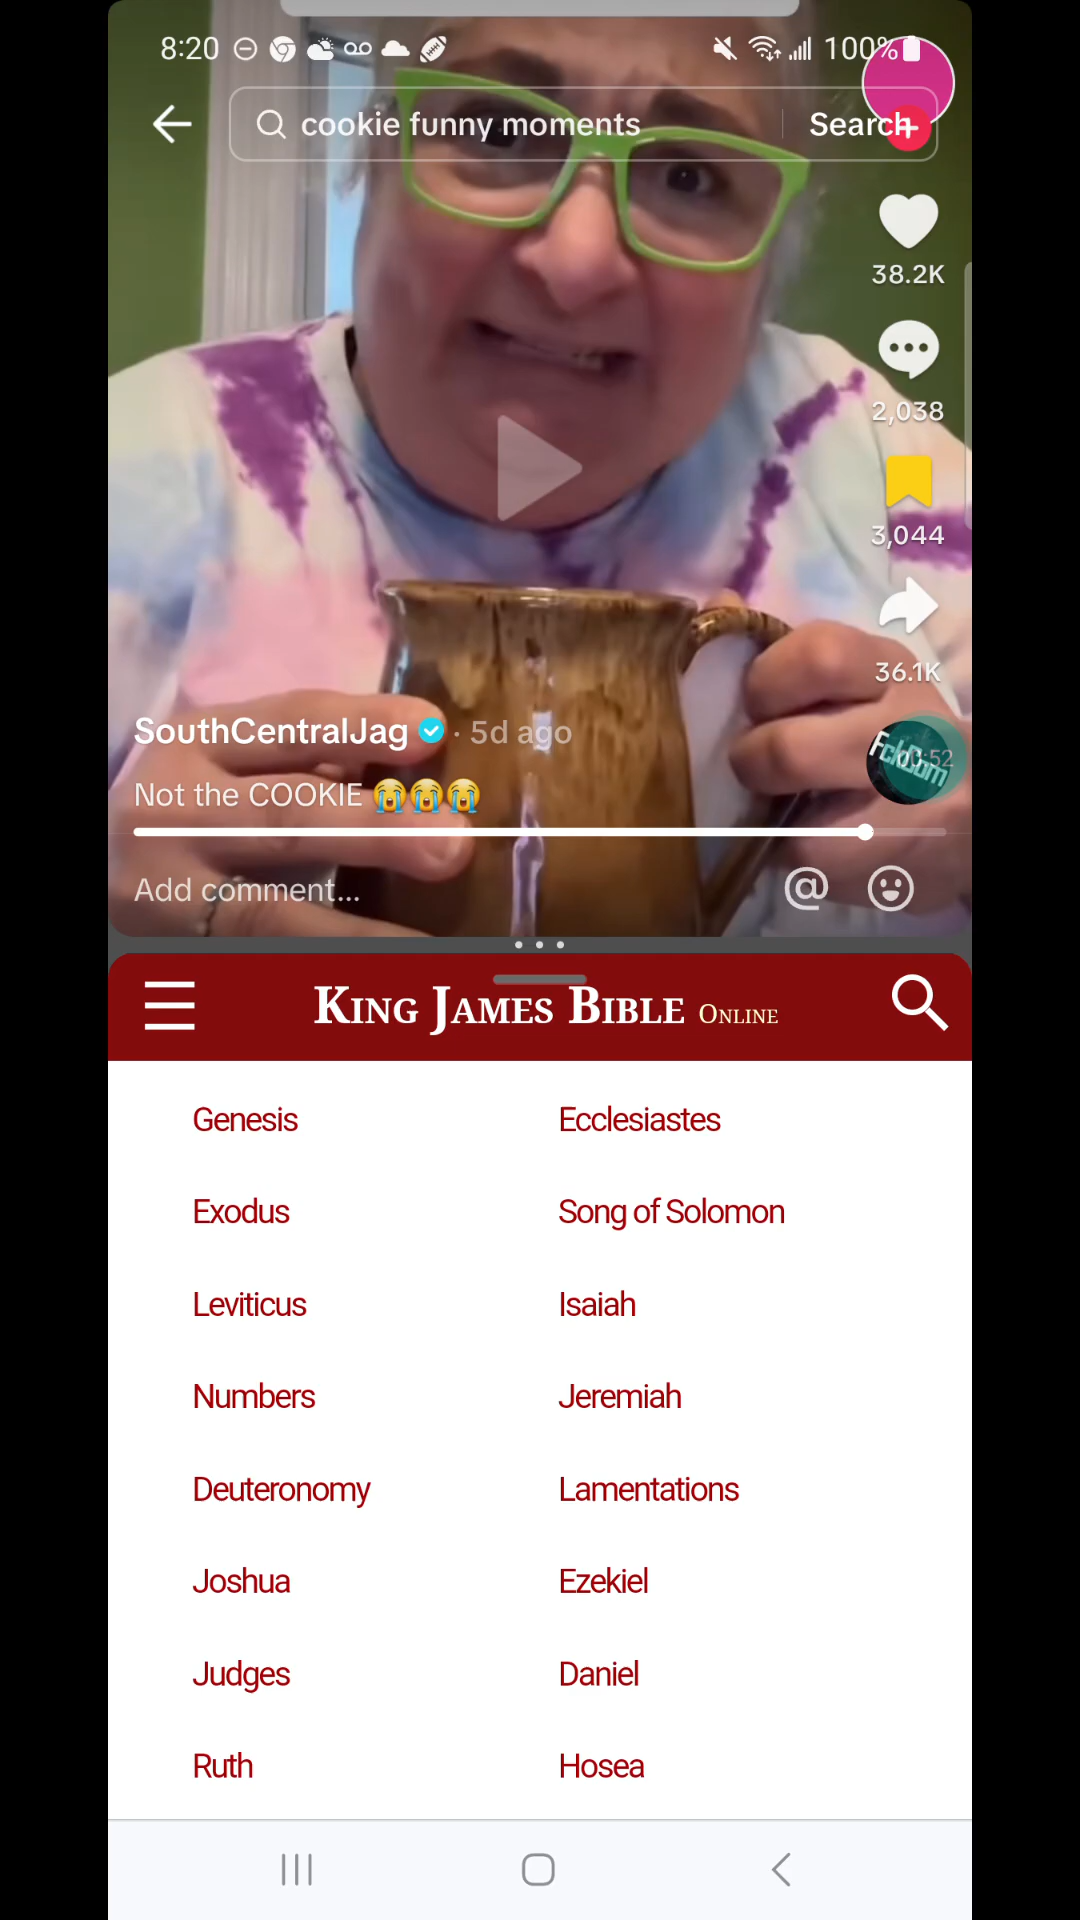 8:20
100%
cookie funny moments
Search
38.2K
2,038
3,044
36.1K
SouthCentralJag · 5d ago
00:52
Not the COOKIE 😭😭😭
Add comment...
@
KING JAMES BIBLE ONLINE
Genesis Ecclesiastes
Exodus Song of Solomon
Leviticus Isaiah
Numbers Jeremiah
Deuteronomy Lamentations
Joshua Ezekiel
Judges Daniel
Ruth Hosea